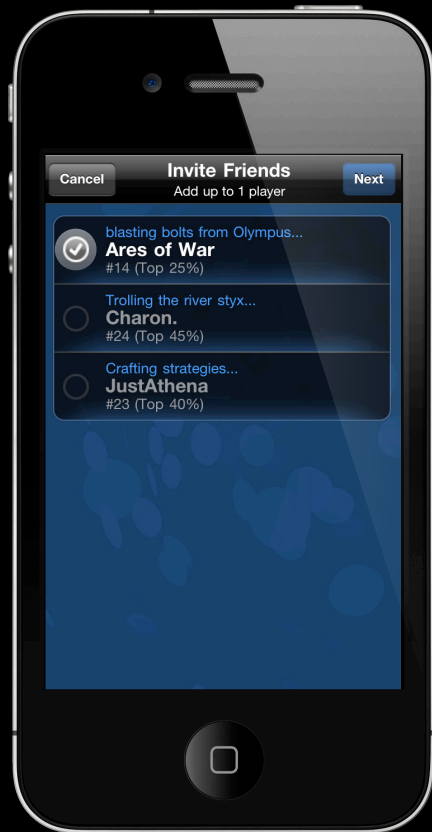 Cancel
Invite Friends
Add up to 1 player
Next
blasting bolts from Olympus...
Ares of War
#14 (Top 25%)
Trolling the river styx...
Charon.
#24 (Top 45%)
Crafting strategies...
JustAthena
#23 (Top 40%)